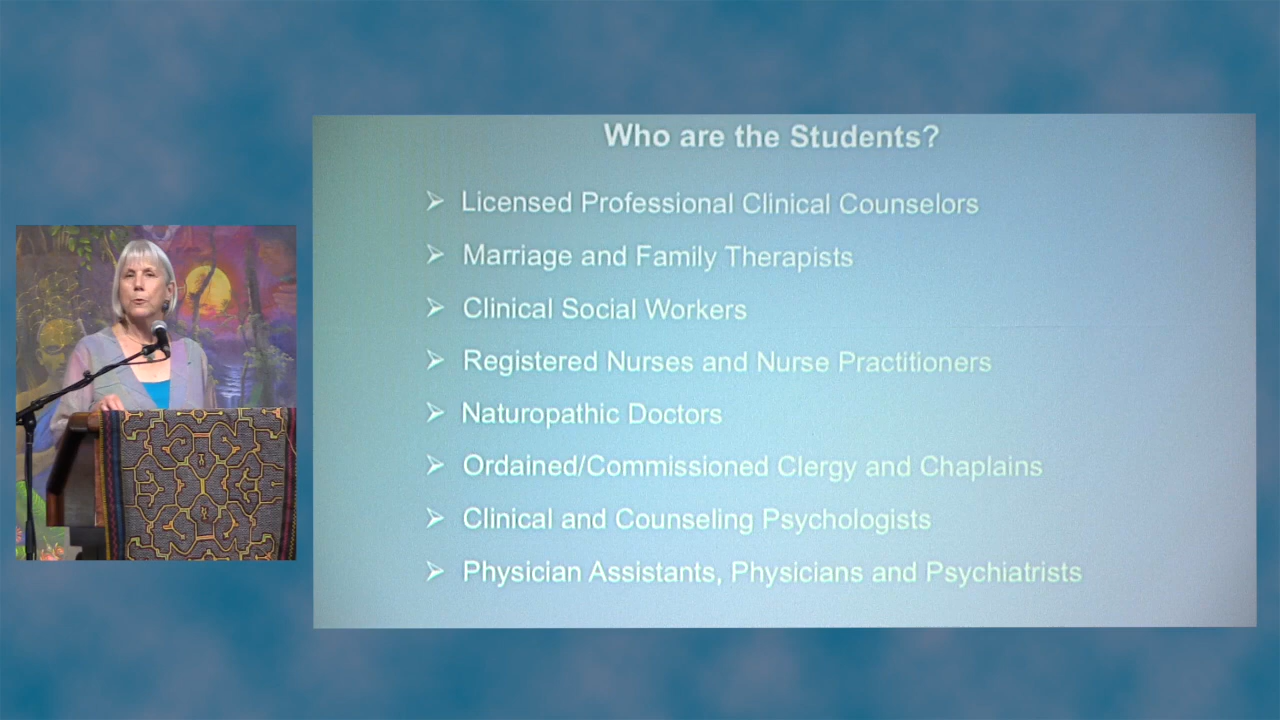 Who are the Students?
➢ Licensed Professional Clinical Counselors
➢ Marriage and Family Therapists
➢ Clinical Social Workers
➢ Registered Nurses and Nurse Practitioners
➢ Naturopathic Doctors
➢ Ordained/Commissioned Clergy and Chaplains
➢ Clinical and Counseling Psychologists
➢ Physician Assistants, Physicians and Psychiatrists